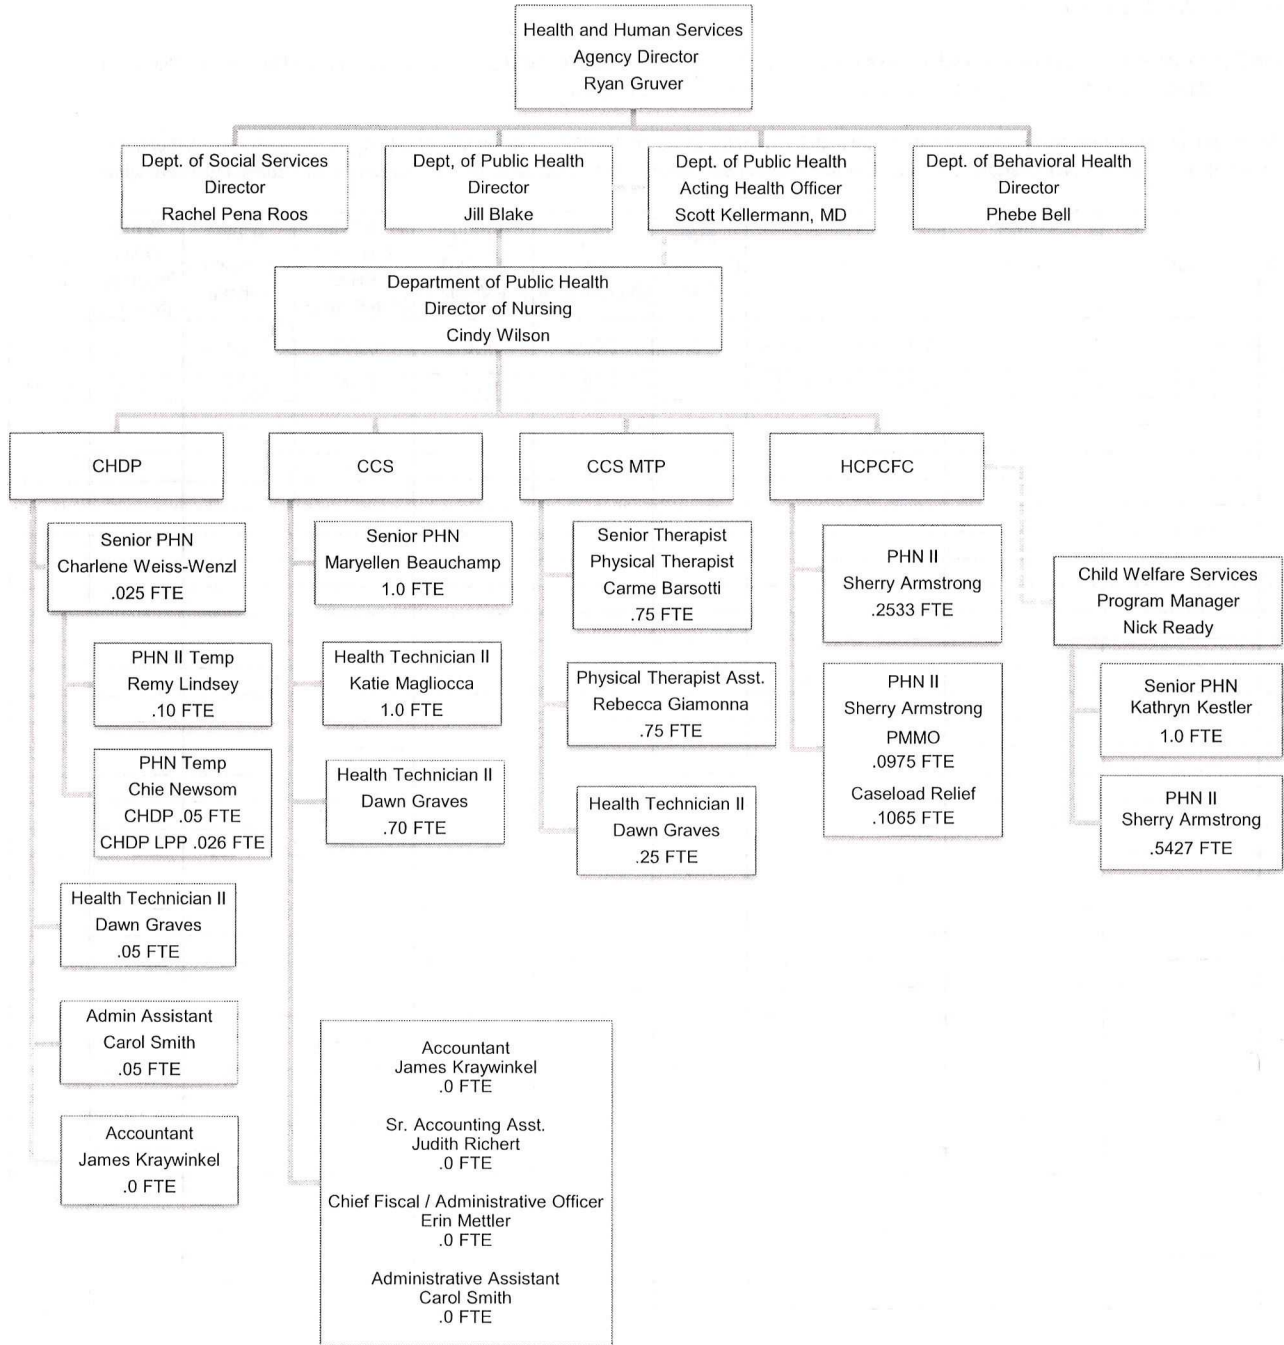 Health and Human Services
Agency Director
Ryan Gruver
Dept. of Social Services
Director
Rachel Pena Roos
Dept, of Public Health
Director
Jill Blake
Dept. of Public Health
Acting Health Officer
Scott Kellermann, MD
Dept. of Behavioral Health
Director
Phebe Bell
Department of Public Health
Director of Nursing
Cindy Wilson
CHDP
Senior PHN
Charlene Weiss-Wenzl
.025 FTE
PHN II Temp
Remy Lindsey
.10 FTE
PHN Temp
Chie Newsom
CHDP .05 FTE
CHDP LPP .026 FTE
Health Technician II
Dawn Graves
.05 FTE
Admin Assistant
Carol Smith
.05 FTE
Accountant
James Kraywinkel
.0 FTE
CCS
Senior PHN
Maryellen Beauchamp
1.0 FTE
Health Technician II
Katie Magliocca
1.0 FTE
Health Technician II
Dawn Graves
.70 FTE
Accountant
James Kraywinkel
.0 FTE
Sr. Accounting Asst.
Judith Richert
.0 FTE
Chief Fiscal / Administrative Officer
Erin Mettler
.0 FTE
Administrative Assistant
Carol Smith
.0 FTE
CCS MTP
Senior Therapist
Physical Therapist
Carme Barsotti
.75 FTE
Physical Therapist Asst.
Rebecca Giamonna
.75 FTE
Health Technician II
Dawn Graves
.25 FTE
HCPCFC
PHN II
Sherry Armstrong
.2533 FTE
PHN II
Sherry Armstrong
PMMO
.0975 FTE
Caseload Relief
.1065 FTE
Child Welfare Services
Program Manager
Nick Ready
Senior PHN
Kathryn Kestler
1.0 FTE
PHN II
Sherry Armstrong
.5427 FTE